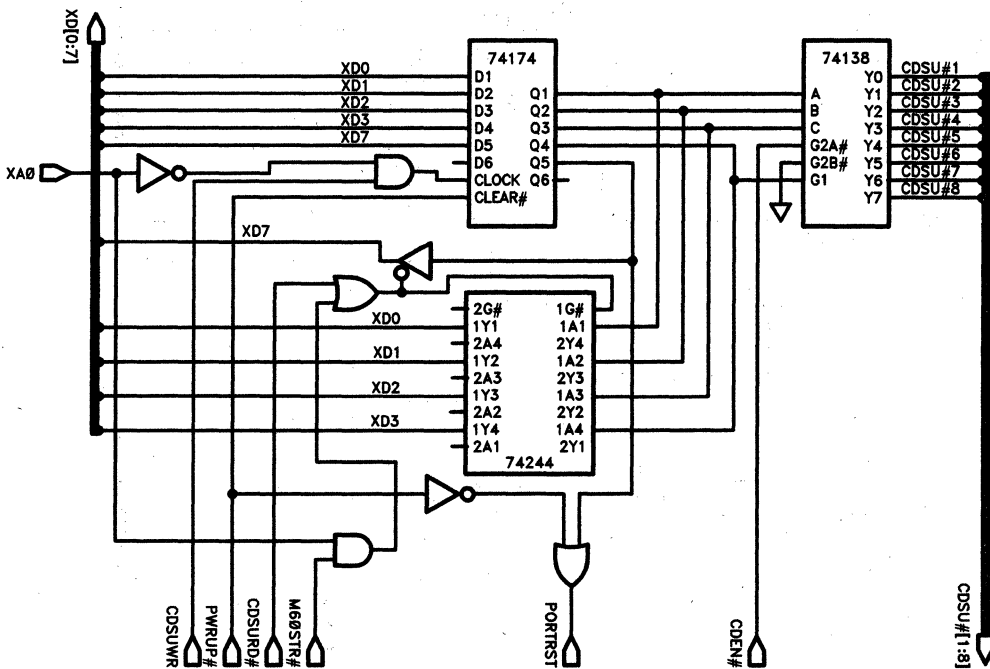 XD[0:7]
74174
74138
XD0
D1
Y0
CDSU#1
XD1
D2
Q1
A
Y1
CDSU#2
XD2
D3
Q2
B
Y2
CDSU#3
XD3
D4
Q3
C
Y3
CDSU#4
XD7
D5
Q4
G2A#
Y4
CDSU#5
D6
Q5
G2B#
Y5
CDSU#6
XA0
CLOCK
Q6
G1
Y6
CDSU#7
CLEAR#
Y7
CDSU#8
XD7
2G#
1G#
XD0
1Y1
1A1
2A4
2Y4
XD1
1Y2
1A2
2A3
2Y3
XD2
1Y3
1A3
2A2
2Y2
XD3
1Y4
1A4
2A1
2Y1
74244
CDSUWR
PWRUP#
CDSURD#
M60STR#
PORTRST
CDEN#
CDSU#[1:8]